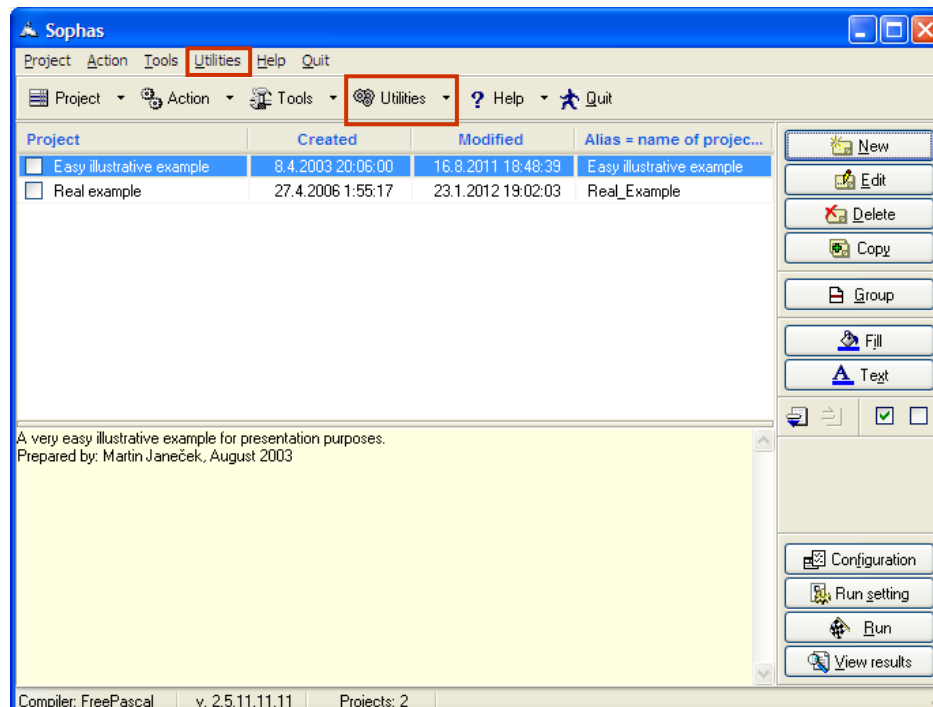 Sophas
Project Action Tools Utilities Help Quit
Project Action Tools Utilities Help Quit
Project Created Modified Alias = name of projec...
Easy illustrative example 8.4.2003 20:06:00 16.8.2011 18:48:39 Easy illustrative example
Real example 27.4.2006 1:55:17 23.1.2012 19:02:03 Real_Example
New
Edit
Delete
Copy
Group
Fill
Text
A very easy illustrative example for presentation purposes.
Prepared by: Martin Janeček, August 2003
Configuration
Run setting
Run
View results
Compiler: FreePascal v. 2.5.11.11.11 Projects: 2